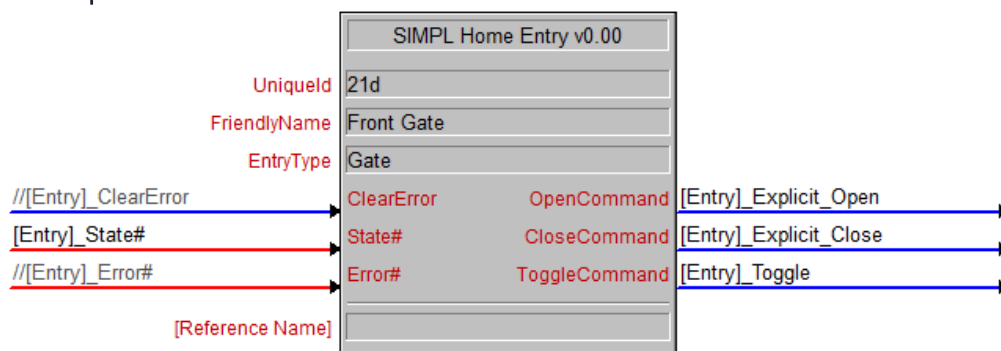 SIMPL Home Entry v0.00
UniqueId 21d
FriendlyName Front Gate
EntryType Gate
//[Entry]_ClearError ClearError OpenCommand [Entry]_Explicit_Open
[Entry]_State# State# CloseCommand [Entry]_Explicit_Close
//[Entry]_Error# Error# ToggleCommand [Entry]_Toggle
[Reference Name]